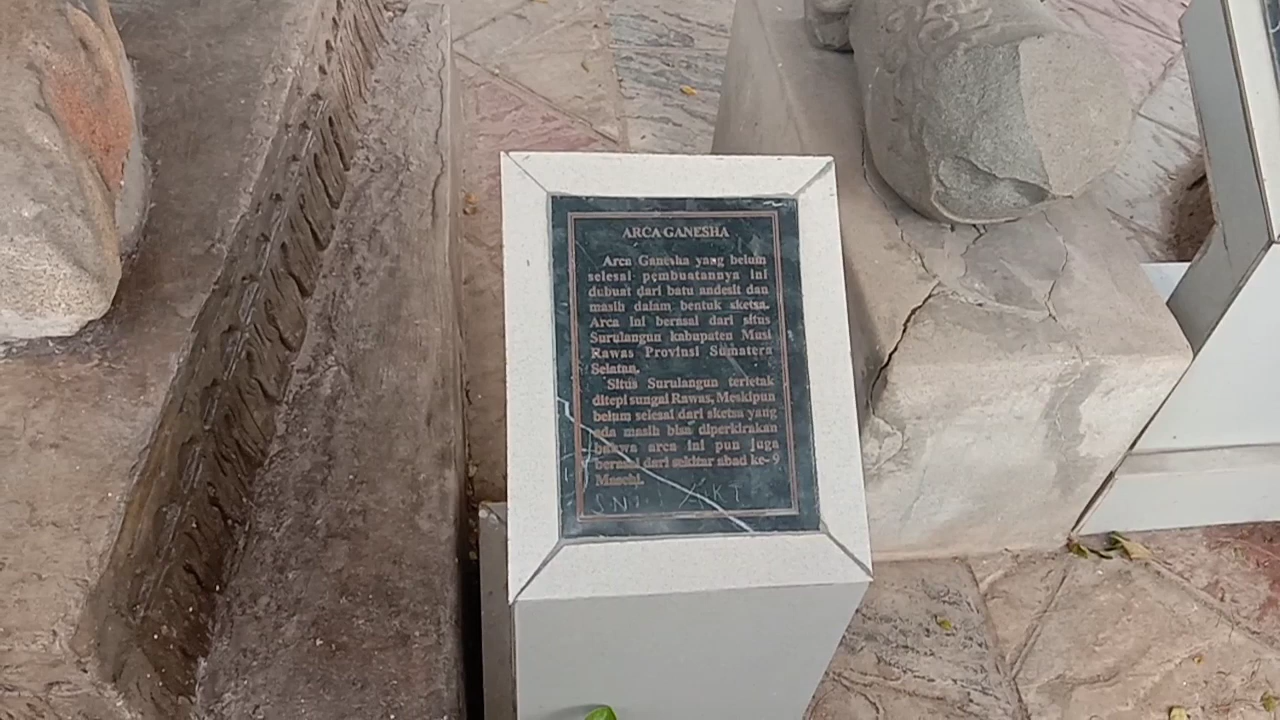 ARCA GANESHA
Arca Ganesha yang belum
selesai pembuatannya ini
dubuat dari batu andesit dan
masih dalam bentuk sketsa.
Arca ini berasal dari situs
Surulangun kabupaten Musi
Rawas Provinsi Sumatera
Selatan.
Situs Surulangun terletak
ditepi sungai Rawas, Meskipun
belum selesai dari sketsa yang
ada masih bisa diperkirakan
bahwa arca ini pun juga
berasal dari sekitar abad ke-9
Masehi.